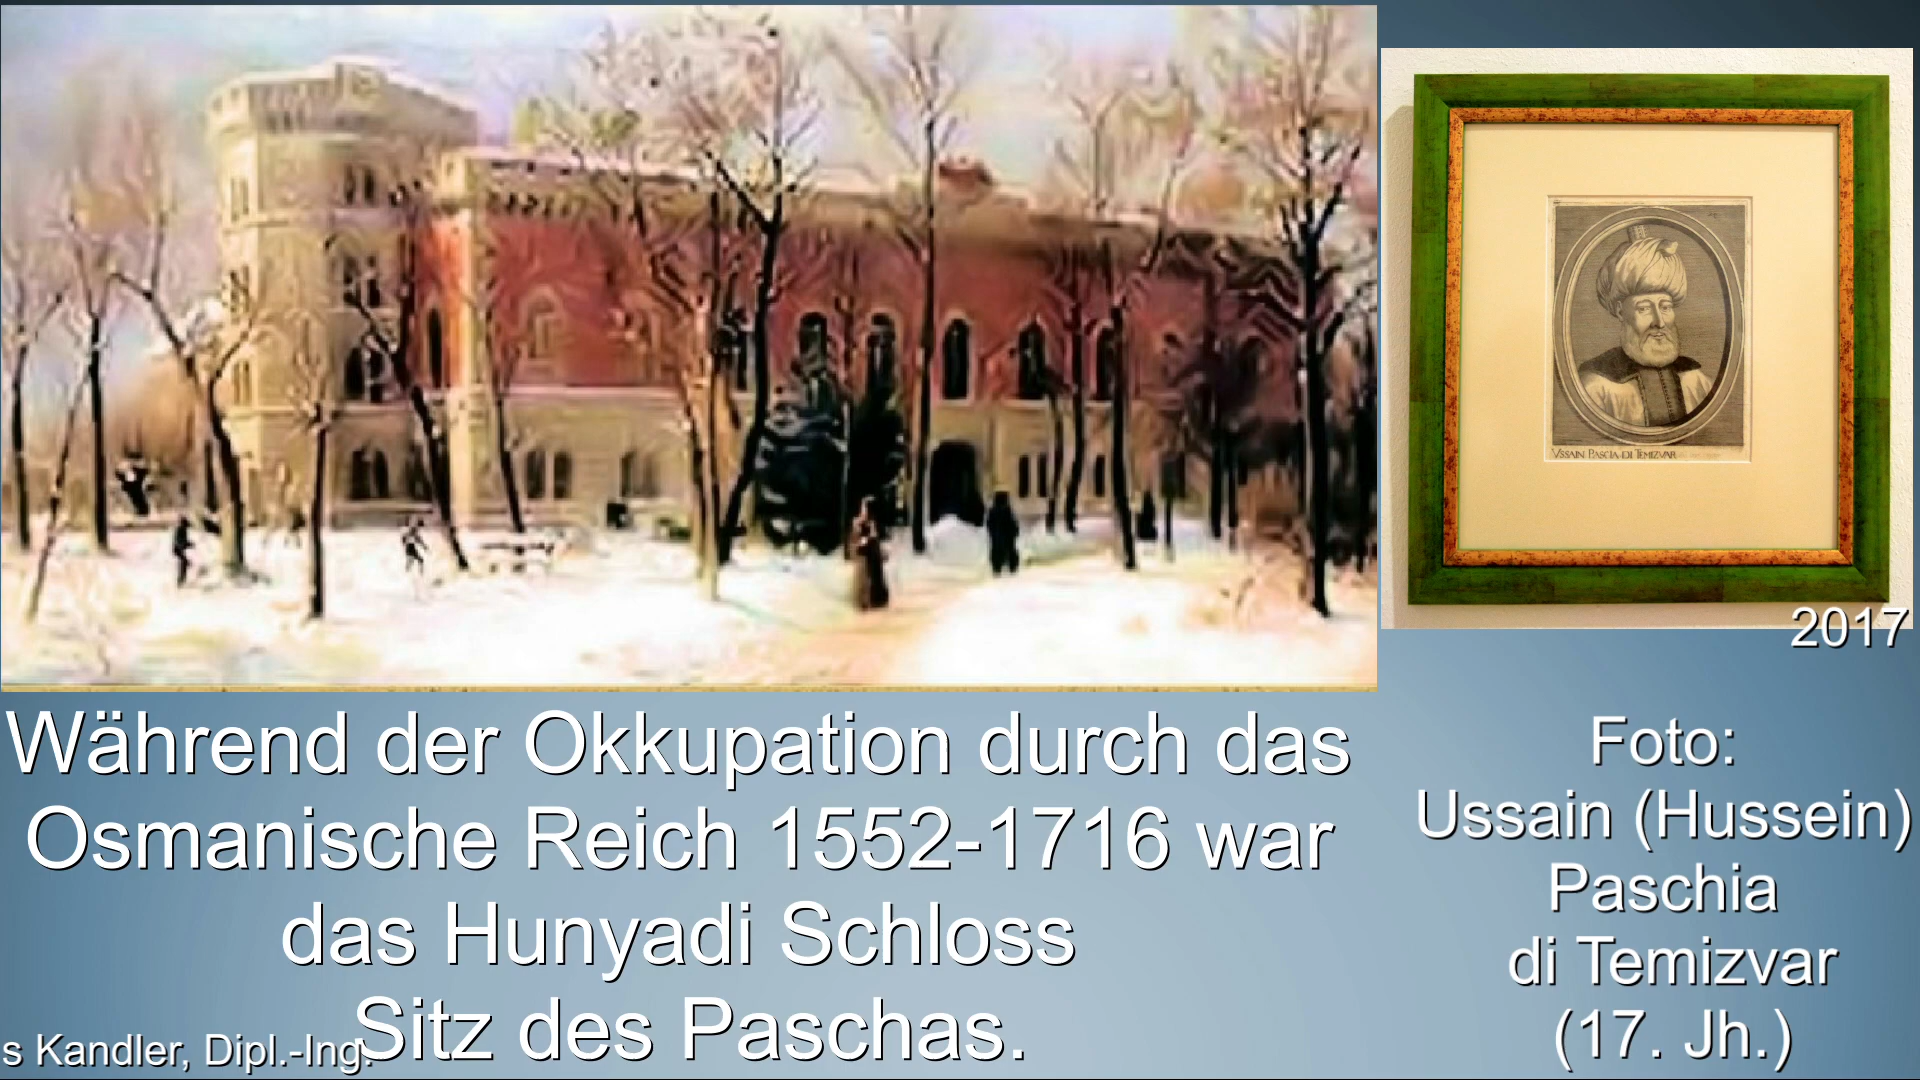 VSSAIN PASCIA DI TEMIZVAR
2017
Während der Okkupation durch das
Osmanische Reich 1552-1716 war
das Hunyadi Schloss
Sitz des Paschas.
s Kandler, Dipl.-Ing.
Foto:
Ussain (Hussein)
Paschia
di Temizvar
(17. Jh.)